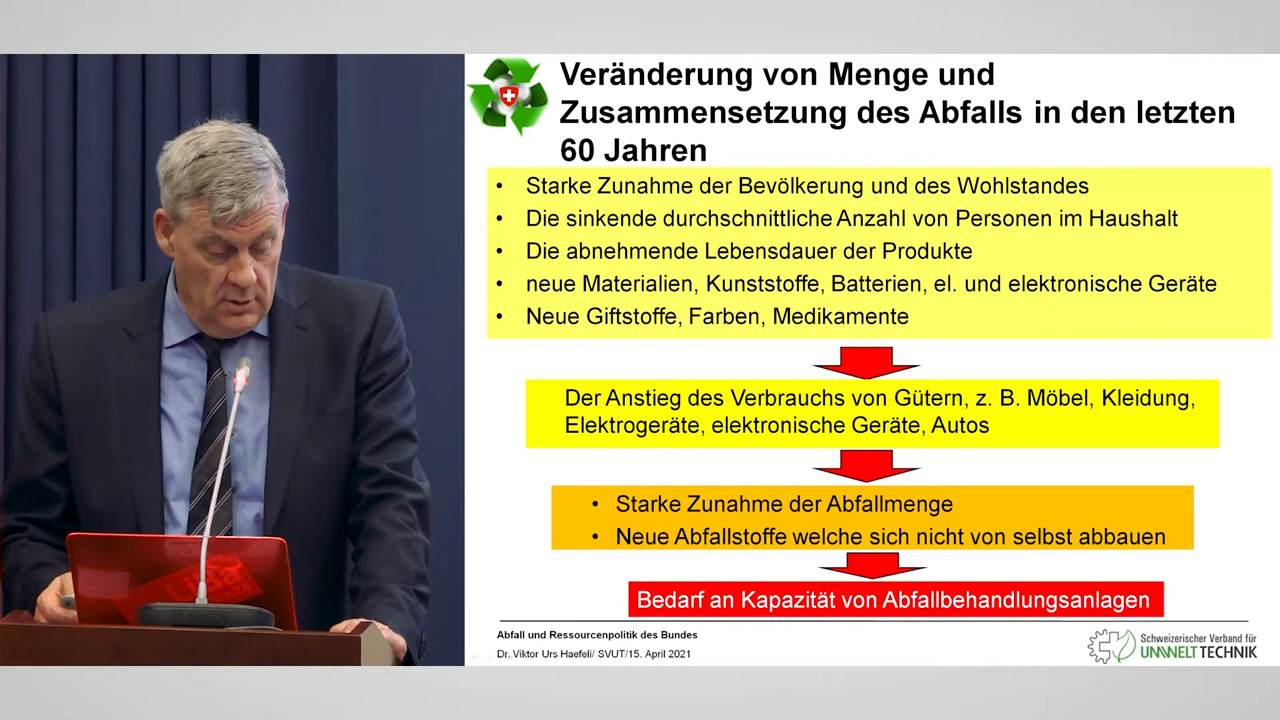 Veränderung von Menge und
Zusammensetzung des Abfalls in den letzten
60 Jahren
• Starke Zunahme der Bevölkerung und des Wohlstandes
• Die sinkende durchschnittliche Anzahl von Personen im Haushalt
• Die abnehmende Lebensdauer der Produkte
• neue Materialien, Kunststoffe, Batterien, el. und elektronische Geräte
• Neue Giftstoffe, Farben, Medikamente
Der Anstieg des Verbrauchs von Gütern, z. B. Möbel, Kleidung,
Elektrogeräte, elektronische Geräte, Autos
• Starke Zunahme der Abfallmenge
• Neue Abfallstoffe welche sich nicht von selbst abbauen
Bedarf an Kapazität von Abfallbehandlungsanlagen
Abfall und Ressourcenpolitik des Bundes
Dr. Viktor Urs Haefeli/ SVUT/15. April 2021
Schweizerischer Verband für
UMWELT TECHNIK